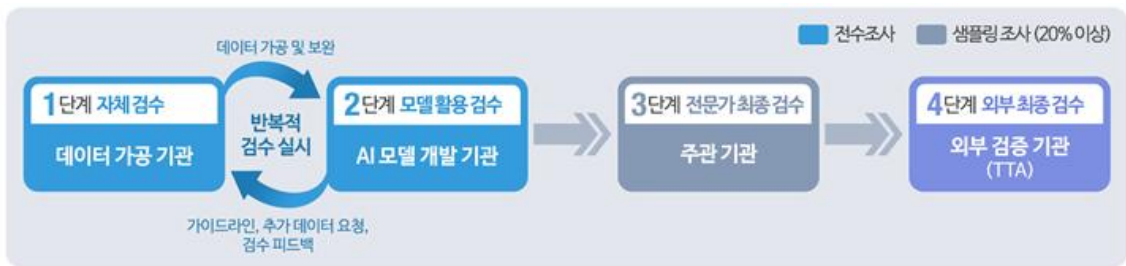 전수조사
샘플링 조사 (20% 이상)
데이터 가공 및 보완
1단계 자체 검수
데이터 가공 기관
반복적
검수 실시
2단계 모델 활용 검수
AI 모델 개발 기관
가이드라인, 추가 데이터 요청,
검수 피드백
3단계 전문가 최종 검수
주관 기관
4단계 외부 최종 검수
외부 검증 기관
(TTA)